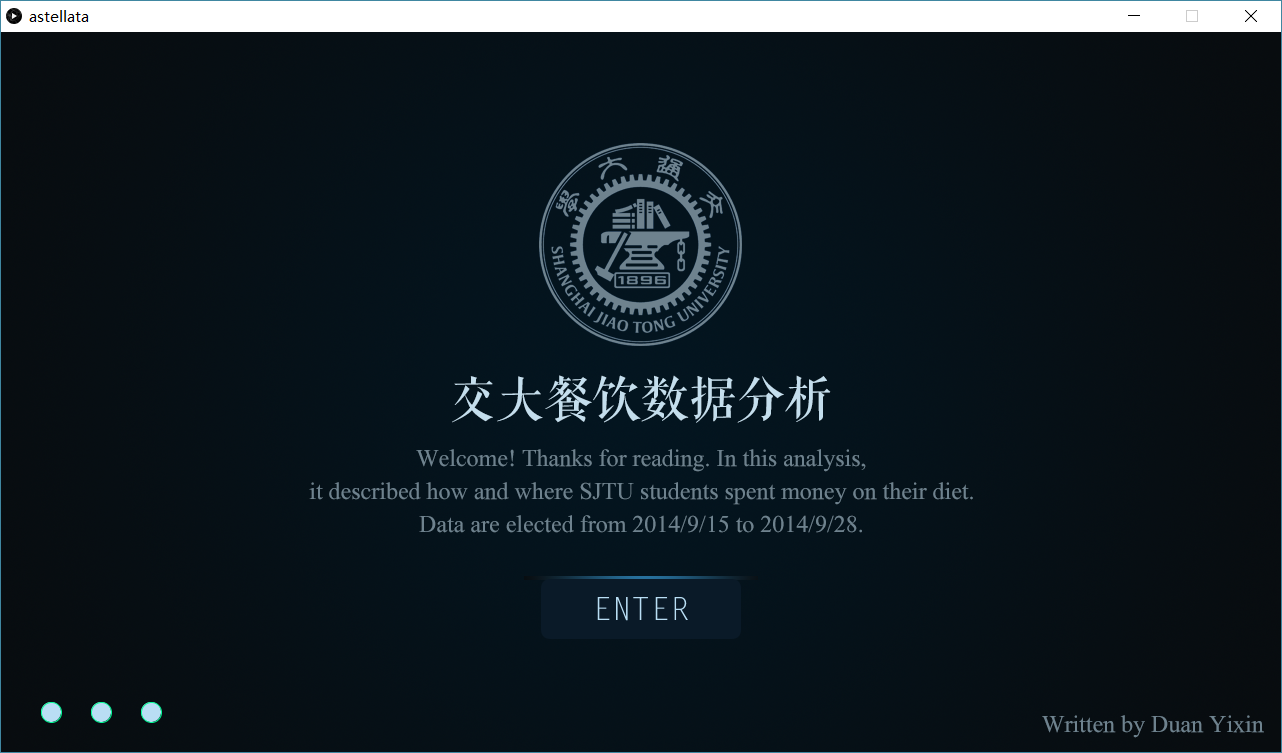 astellata
學大通交
SHANGHAI JIAO TONG UNIVERSITY
1896
交大餐饮数据分析
Welcome! Thanks for reading. In this analysis,
it described how and where SJTU students spent money on their diet.
Data are elected from 2014/9/15 to 2014/9/28.
ENTER
Written by Duan Yixin